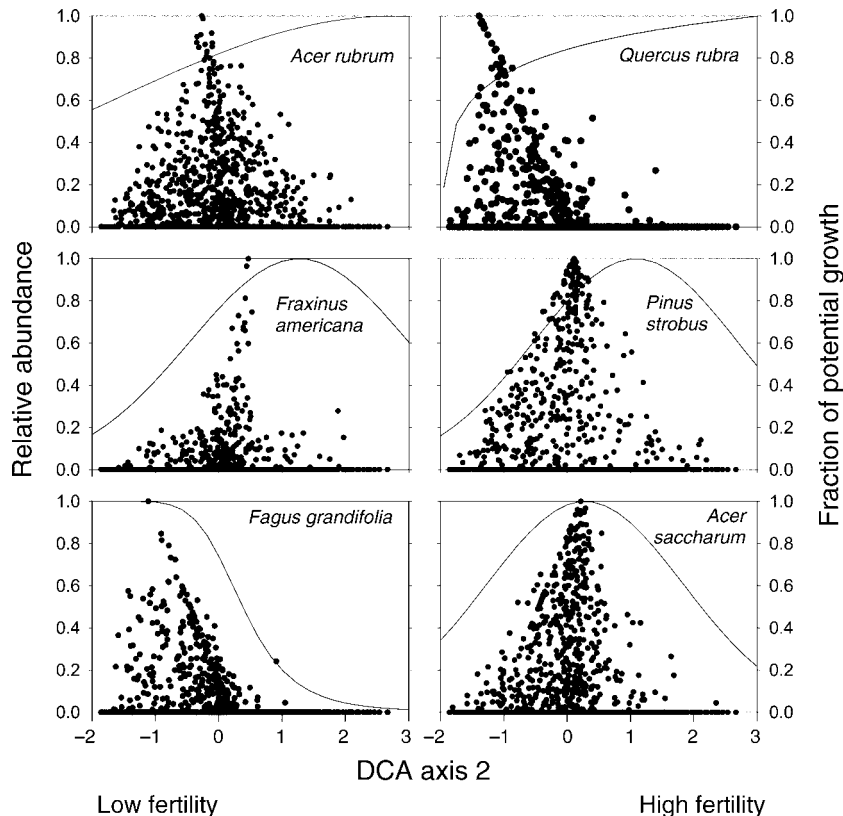 1.0
0.8
0.6
0.4
0.2
0.0
Acer rubrum
Quercus rubra
1.0
0.8
0.6
0.4
0.2
0.0
1.0
0.8
0.6
0.4
0.2
0.0
Fraxinus
americana
Pinus
strobus
1.0
0.8
0.6
0.4
0.2
0.0
1.0
0.8
0.6
0.4
0.2
0.0
Fagus grandifolia
Acer
saccharum
1.0
0.8
0.6
0.4
0.2
0.0
Relative abundance
Fraction of potential growth
−2 −1 0 1 2 3 −2 −1 0 1 2 3
DCA axis 2
Low fertility High fertility